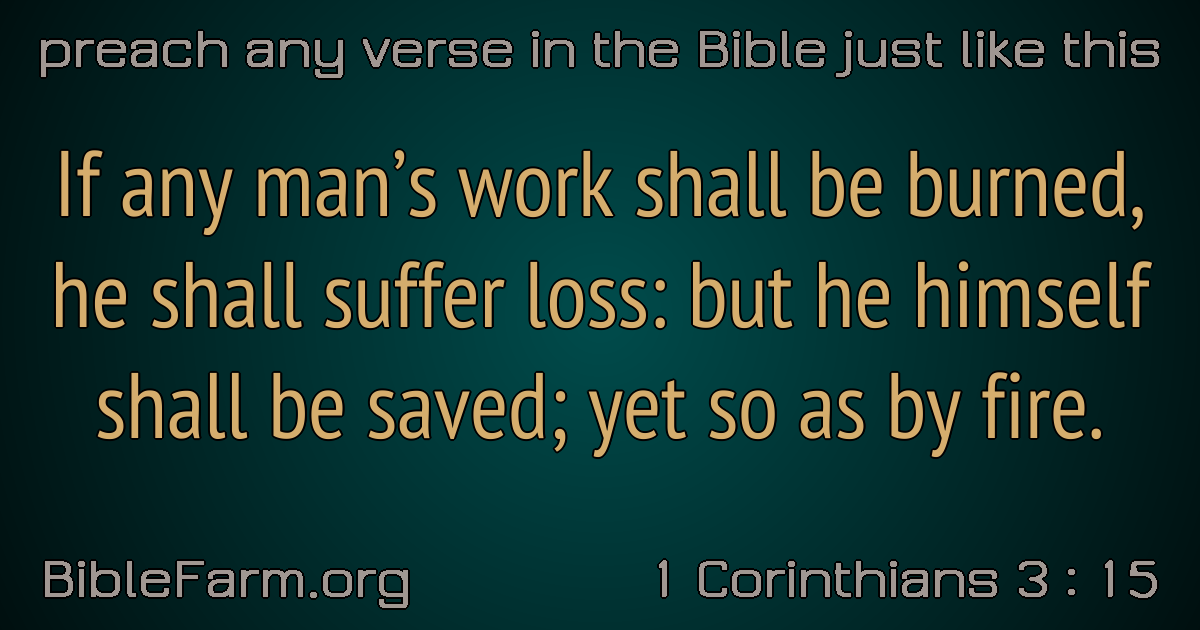 preach any verse in the Bible just like this
If any man’s work shall be burned,
he shall suffer loss: but he himself
shall be saved; yet so as by fire.
BibleFarm.org
1 Corinthians 3 : 15